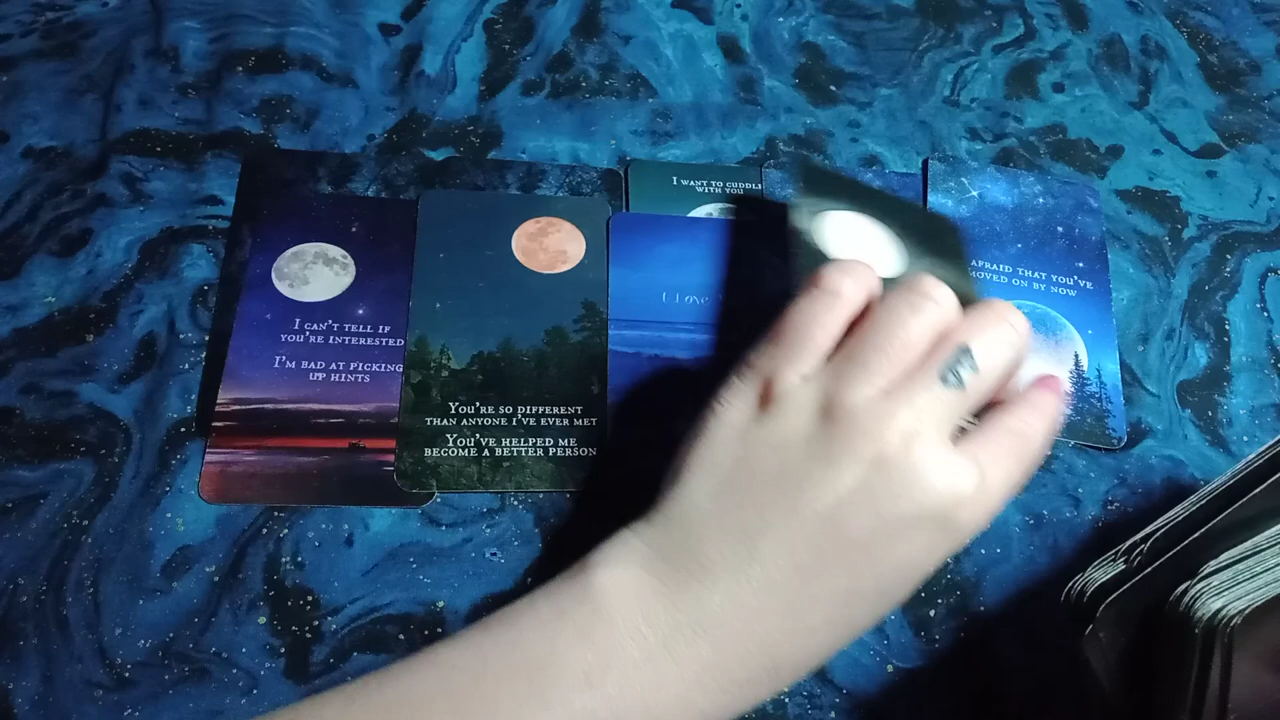 I can't tell if
you're interested
I'm bad at picking
up hints
You're so different
than anyone I've ever met
You've helped me
become a better person
I want to cuddl
with you
I Love
afraid that you've
moved on by now